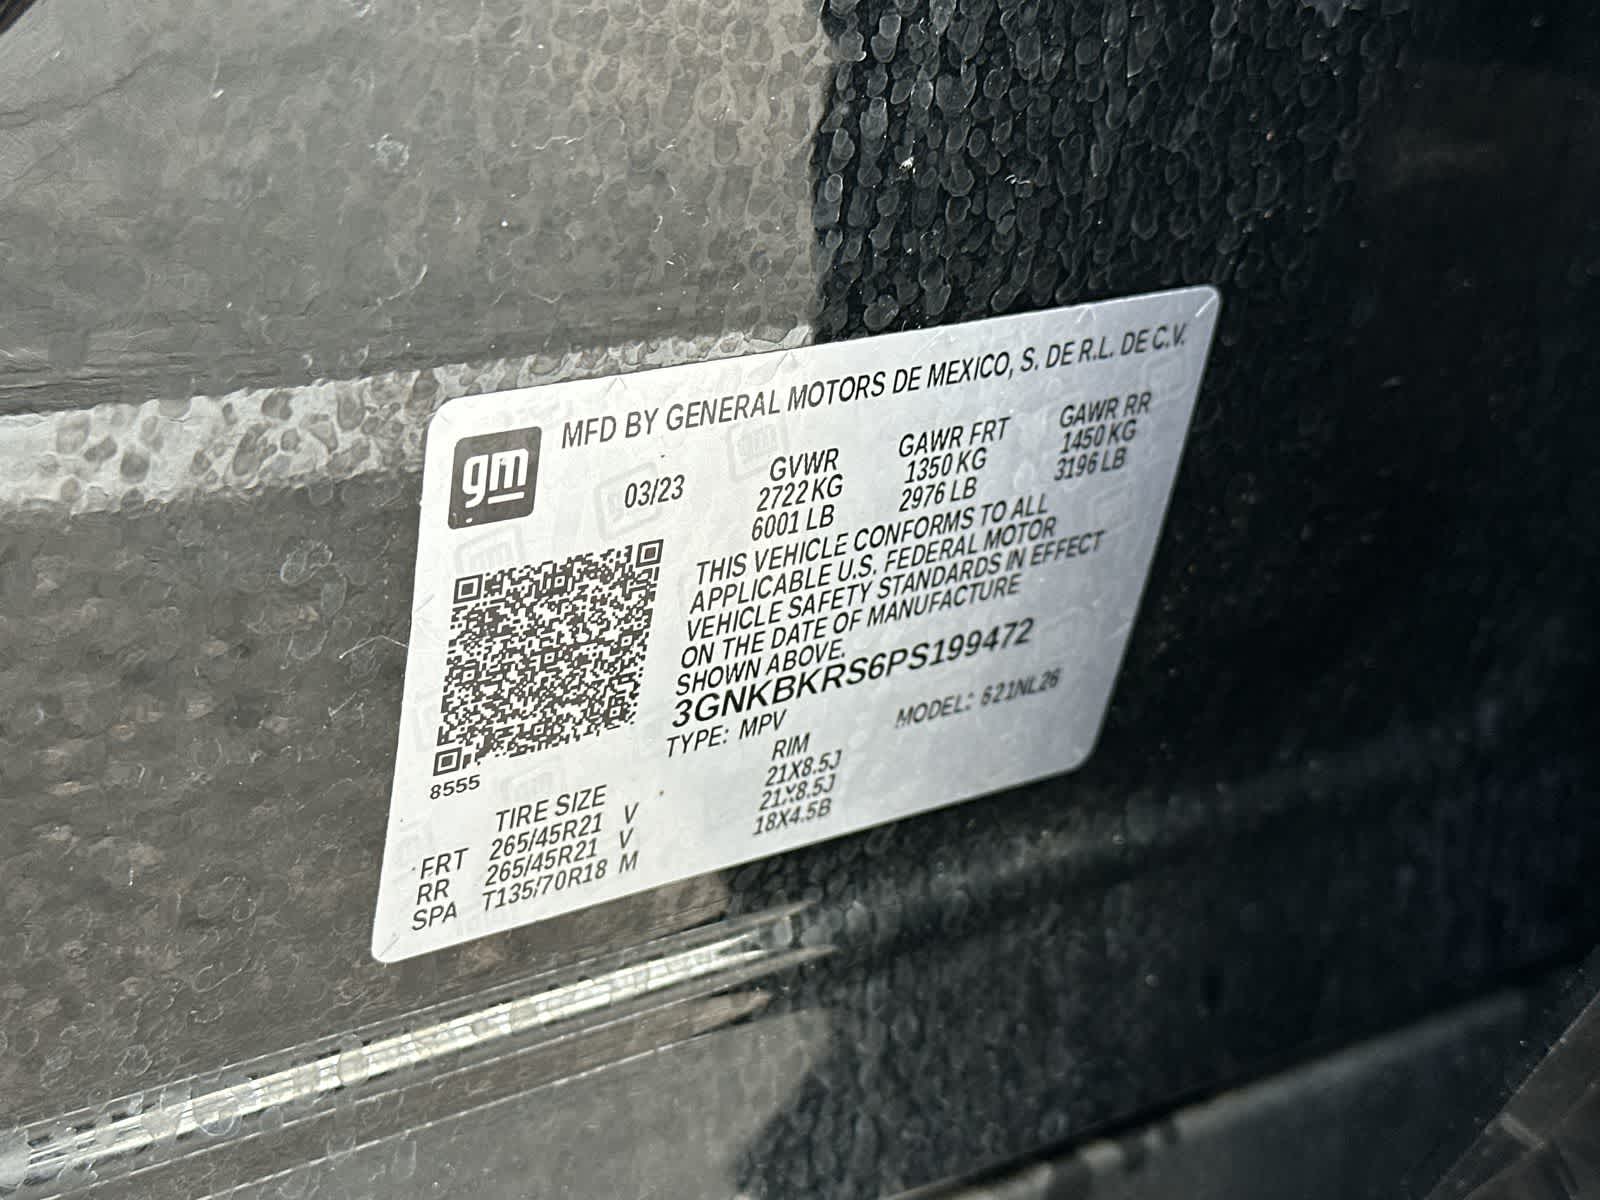 MFD BY GENERAL MOTORS DE MEXICO, S. DE R.L. DE C.V.
gm
03/23
GVWR
2722 KG
6001 LB
GAWR FRT
1350 KG
2976 LB
GAWR RR
1450 KG
3196 LB
THIS VEHICLE CONFORMS TO ALL
APPLICABLE U.S. FEDERAL MOTOR
VEHICLE SAFETY STANDARDS IN EFFECT
ON THE DATE OF MANUFACTURE
SHOWN ABOVE.
3GNKBKRS6PS199472
TYPE: MPV
MODEL: 621NL26
8555
TIRE SIZE
RIM
FRT 265/45R21 V 21X8.5J
RR 265/45R21 V 21X8.5J
SPA T135/70R18 M 18X4.5B